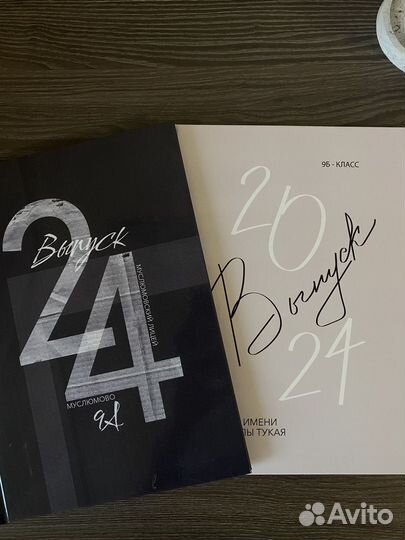 Выпуск
24
МУСЛЮМОВСКИЙ ЛИЦЕЙ
МУСЛЮМОВО
9А
9Б - КЛАСС
20
Выпуск
24
ИМЕНИ
ТУКАЯ
Avito